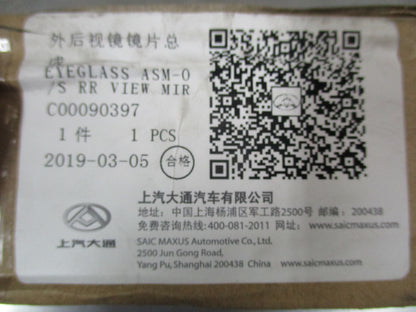 外后视镜镜片总
成
EYEGLASS ASM-O
/S RR VIEW MIR
C00090397
1 件 1 PCS
2019-03-05 合格
上汽大通
上汽大通汽车有限公司
地址: 中国上海杨浦区军工路2500号 邮编: 200438
免费咨询热线:400-081-2011 网址: www.saicmaxus.com
SAIC MAXUS Automotive Co., Ltd.
2500 Jun Gong Road,
Yang Pu, Shanghai 200438 China www.saicmaxus.com